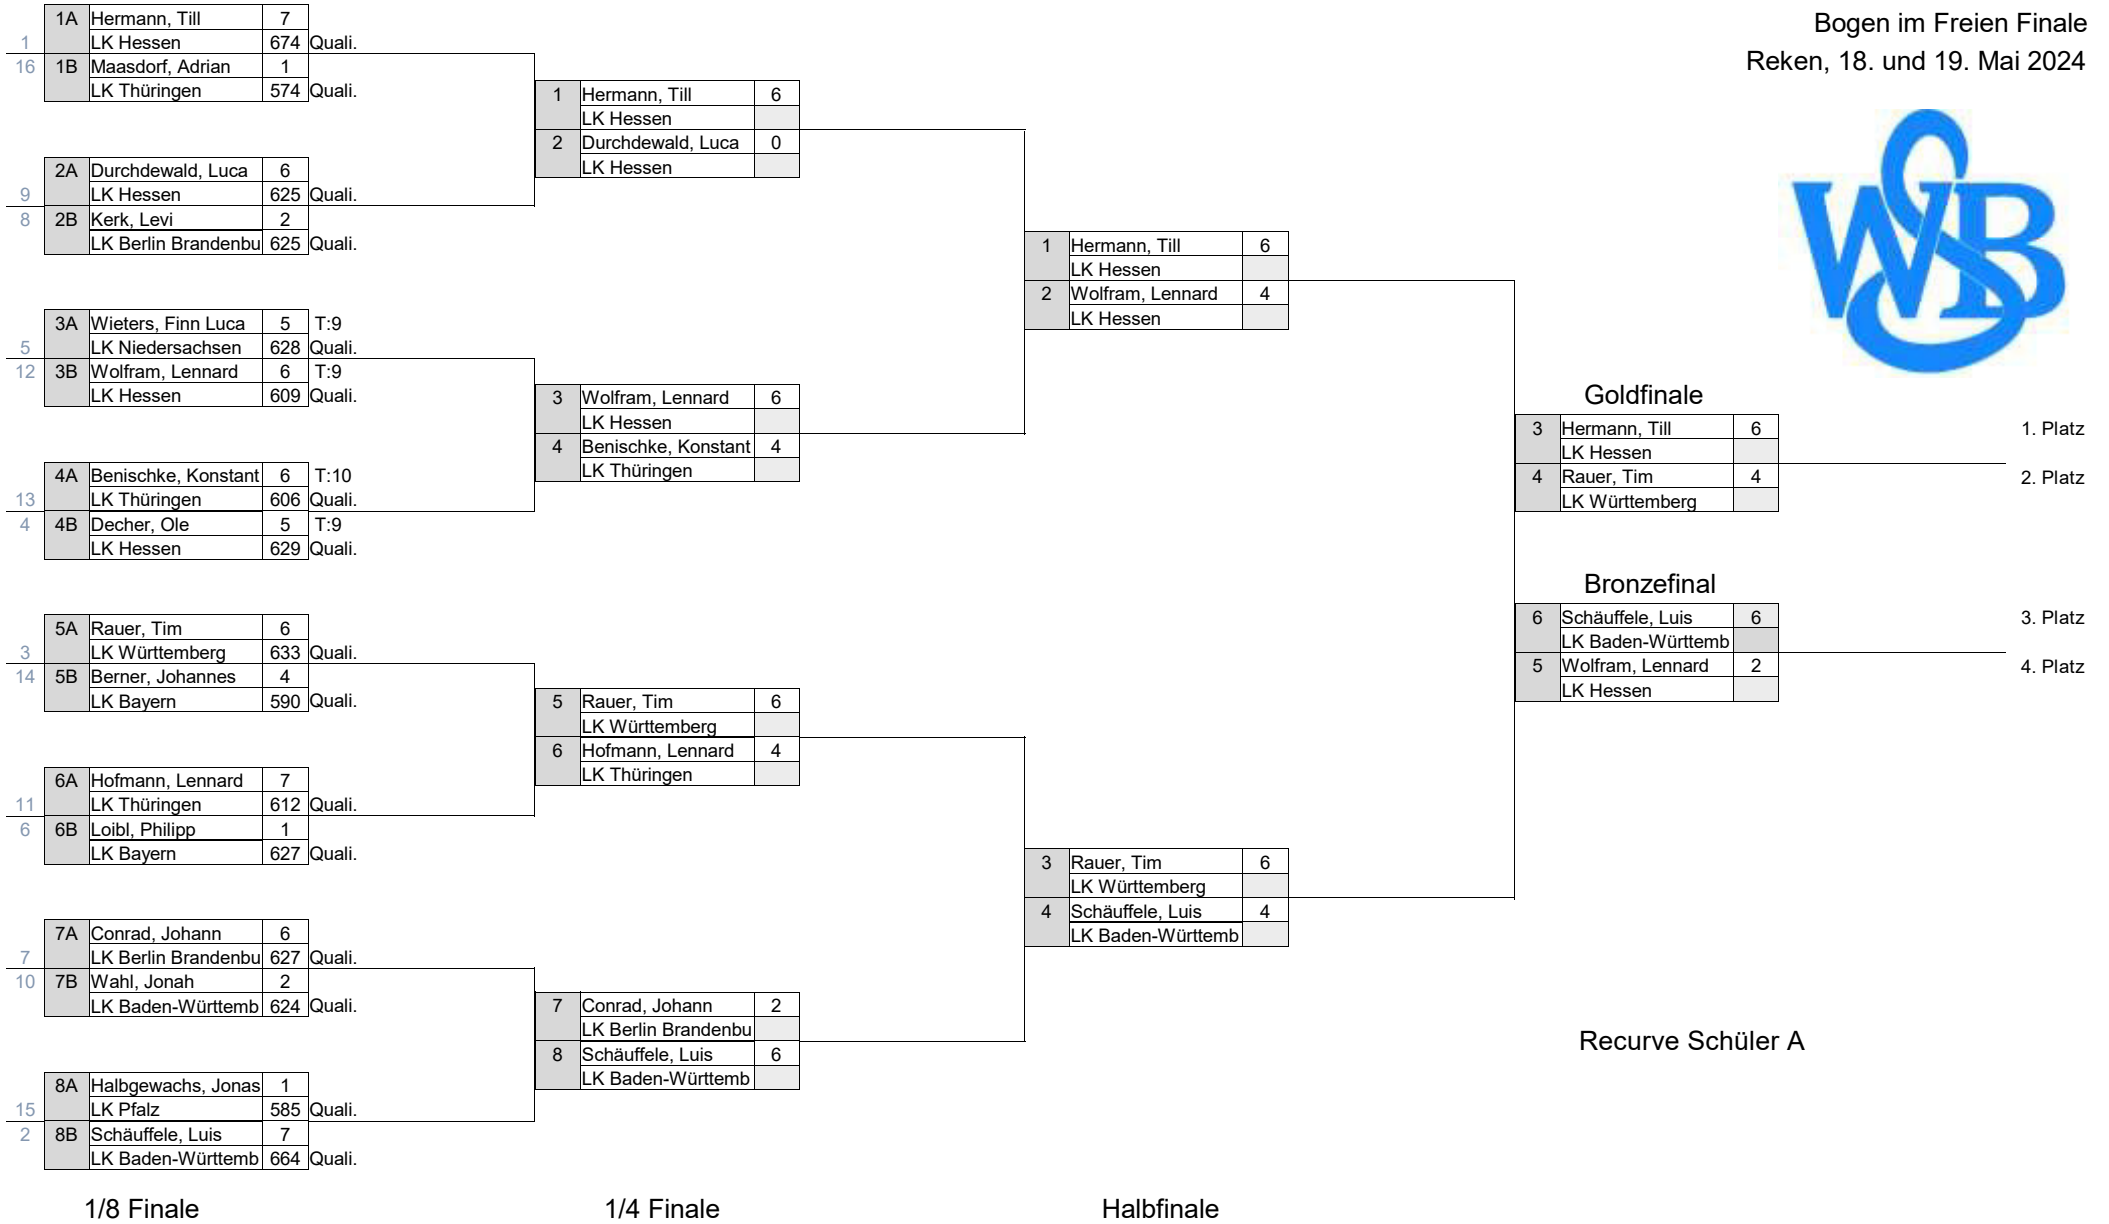 Bogen im Freien Finale
Reken, 18. und 19. Mai 2024
WSB
1A Hermann, Till 7
1 LK Hessen 674 Quali.
16 1B Maasdorf, Adrian 1
LK Thüringen 574 Quali.
2A Durchdewald, Luca 6
9 LK Hessen 625 Quali.
8 2B Kerk, Levi 2
LK Berlin Brandenbu 625 Quali.
3A Wieters, Finn Luca 5 T:9
5 LK Niedersachsen 628 Quali.
12 3B Wolfram, Lennard 6 T:9
LK Hessen 609 Quali.
4A Benischke, Konstant 6 T:10
13 LK Thüringen 606 Quali.
4 4B Decher, Ole 5 T:9
LK Hessen 629 Quali.
5A Rauer, Tim 6
3 LK Württemberg 633 Quali.
14 5B Berner, Johannes 4
LK Bayern 590 Quali.
6A Hofmann, Lennard 7
11 LK Thüringen 612 Quali.
6 6B Loibl, Philipp 1
LK Bayern 627 Quali.
7A Conrad, Johann 6
7 LK Berlin Brandenbu 627 Quali.
10 7B Wahl, Jonah 2
LK Baden-Württemb 624 Quali.
8A Halbgewachs, Jonas 1
15 LK Pfalz 585 Quali.
2 8B Schäuffele, Luis 7
LK Baden-Württemb 664 Quali.
1/8 Finale
1 Hermann, Till 6
LK Hessen
2 Durchdewald, Luca 0
LK Hessen
3 Wolfram, Lennard 6
LK Hessen
4 Benischke, Konstant 4
LK Thüringen
5 Rauer, Tim 6
LK Württemberg
6 Hofmann, Lennard 4
LK Thüringen
7 Conrad, Johann 2
LK Berlin Brandenbu
8 Schäuffele, Luis 6
LK Baden-Württemb
1/4 Finale
1 Hermann, Till 6
LK Hessen
2 Wolfram, Lennard 4
LK Hessen
3 Rauer, Tim 6
LK Württemberg
4 Schäuffele, Luis 4
LK Baden-Württemb
Halbfinale
Goldfinale
3 Hermann, Till 6 1. Platz
LK Hessen
4 Rauer, Tim 4 2. Platz
LK Württemberg
Bronzefinal
6 Schäuffele, Luis 6 3. Platz
LK Baden-Württemb
5 Wolfram, Lennard 2 4. Platz
LK Hessen
Recurve Schüler A